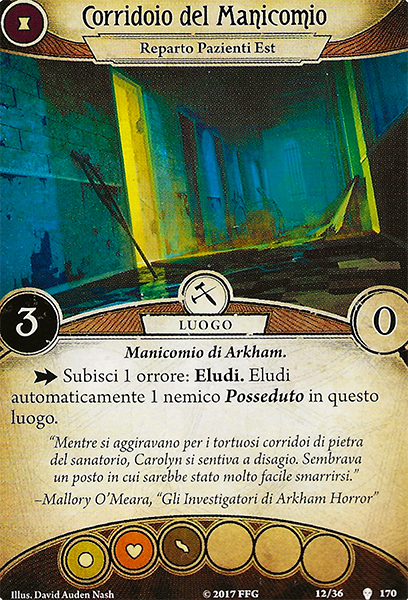 Corridoio del Manicomio
Reparto Pazienti Est
3
0
LUOGO
Manicomio di Arkham.
Subisci 1 orrore: Eludi. Eludi
automaticamente 1 nemico Posseduto in questo
luogo.
“Mentre si aggiravano per i tortuosi corridoi di pietra
del sanatorio, Carolyn si sentiva a disagio. Sembrava
un posto in cui sarebbe stato molto facile smarrirsi.”
–Mallory O’Meara, “Gli Investigatori di Arkham Horror”
Illus. David Auden Nash
© 2017 FFG
12/36
170